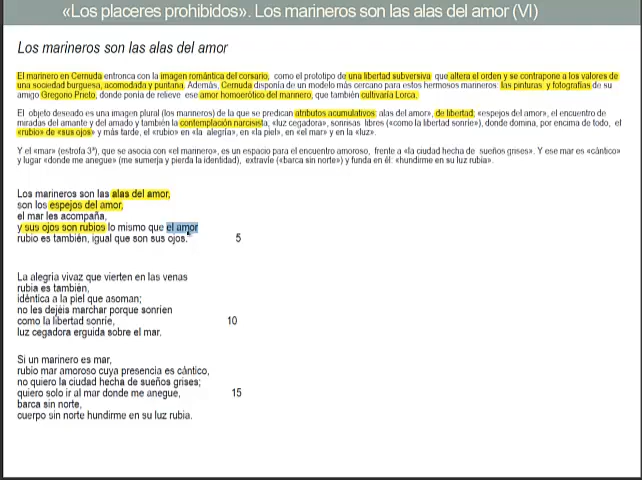 «Los placeres prohibidos». Los marineros son las alas del amor (VI)
Los marineros son las alas del amor
El marinero en Cernuda entronca con la imagen romántica del corsario, como el prototipo de una libertad subversiva que altera el orden y se contrapone a los valores de
una sociedad burguesa, acomodada y puritana. Además, Cernuda disponía de un modelo más cercano para estos hermosos marineros: las pinturas y fotografías de su
amigo Gregorio Prieto, donde ponía de relieve ese amor homoerótico del marinero, que también cultivaría Lorca.
El objeto deseado es una imagen plural (los marineros) de la que se predican atributos acumulativos: alas del amor», de libertad; «espejos del amor», el encuentro de
miradas del amante y del amado y también la contemplación narcisista, «luz cegadora», sonrisas libres («como la libertad sonríe»), donde domina, por encima de todo, el
«rubio» de «sus ojos» y más tarde, el «rubio» en «la alegría», en «la piel», en «el mar» y en la «luz».
Y el «mar» (estrofa 3ª), que se asocia con «el marinero», es un espacio para el encuentro amoroso, frente a «la ciudad hecha de sueños grises». Y ese mar es «cántico»
y lugar «donde me anegue» (me sumerja y pierda la identidad), extravíe («barca sin norte») y funda en él: «hundirme en su luz rubia».
Los marineros son las alas del amor,
son los espejos del amor,
el mar les acompaña,
y sus ojos son rubios lo mismo que el amor
rubio es también, igual que son sus ojos. 5
La alegría vivaz que vierten en las venas
rubia es también,
idéntica a la piel que asoman;
no les dejéis marchar porque sonríen
como la libertad sonríe, 10
luz cegadora erguida sobre el mar.
Si un marinero es mar,
rubio mar amoroso cuya presencia es cántico,
no quiero la ciudad hecha de sueños grises;
quiero solo ir al mar donde me anegue, 15
barca sin norte,
cuerpo sin norte hundirme en su luz rubia.